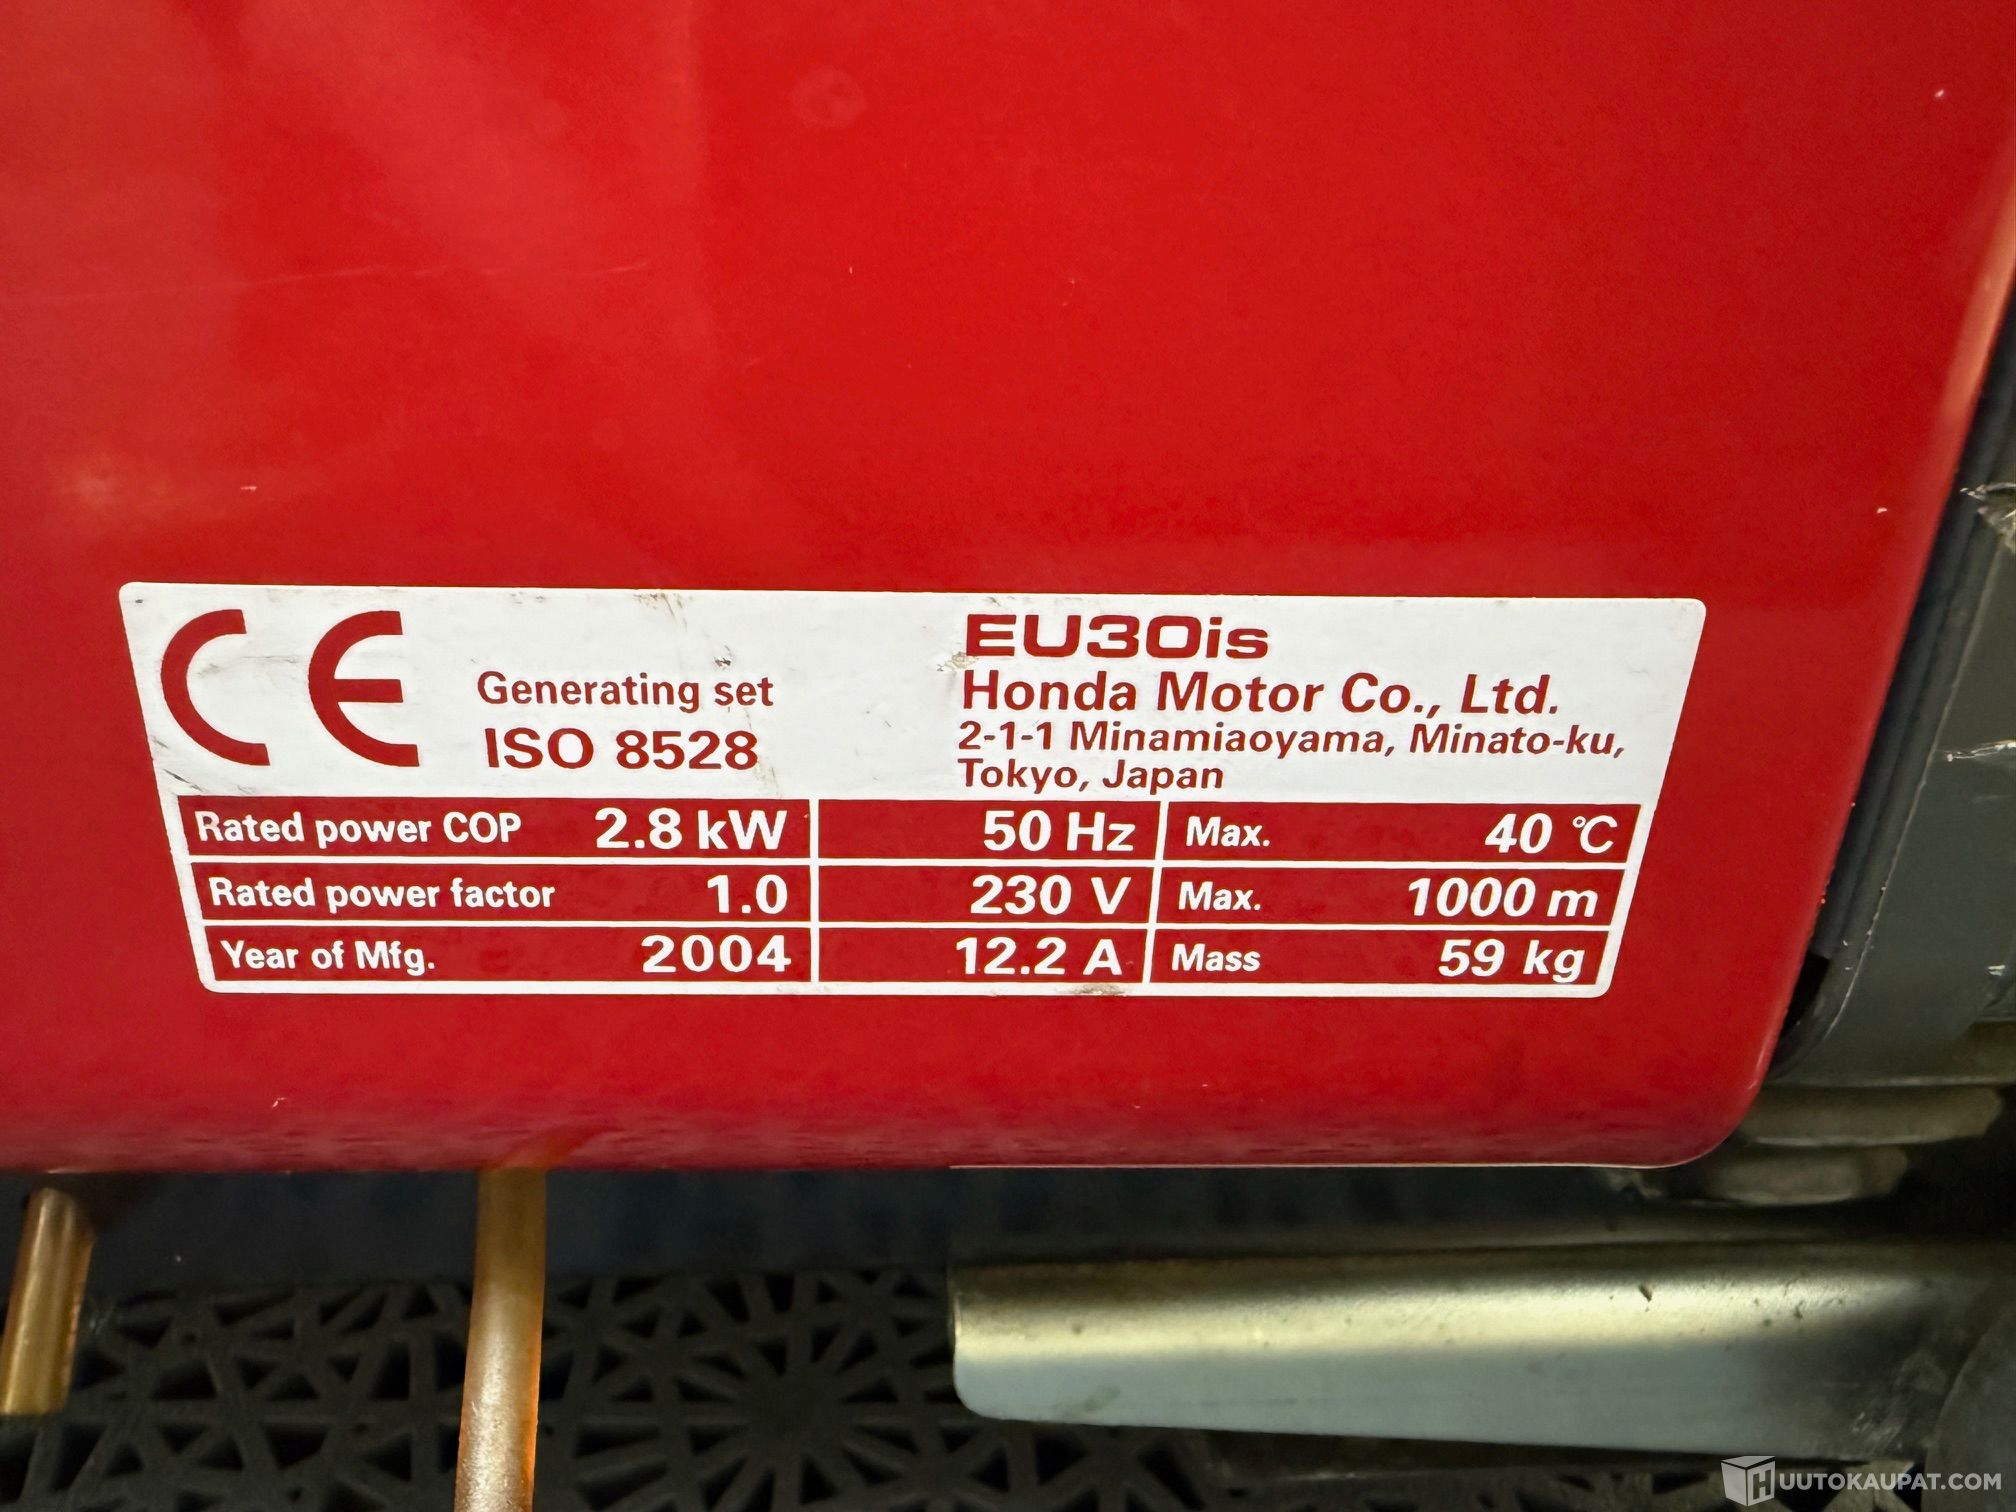 CE
Generating set
ISO 8528
EU30is
Honda Motor Co., Ltd.
2-1-1 Minamiaoyama, Minato-ku,
Tokyo, Japan
Rated power COP 2.8 kW 50 Hz Max. 40 °C
Rated power factor 1.0 230 V Max. 1000 m
Year of Mfg. 2004 12.2 A Mass 59 kg
HUUTOKAUPAT.COM